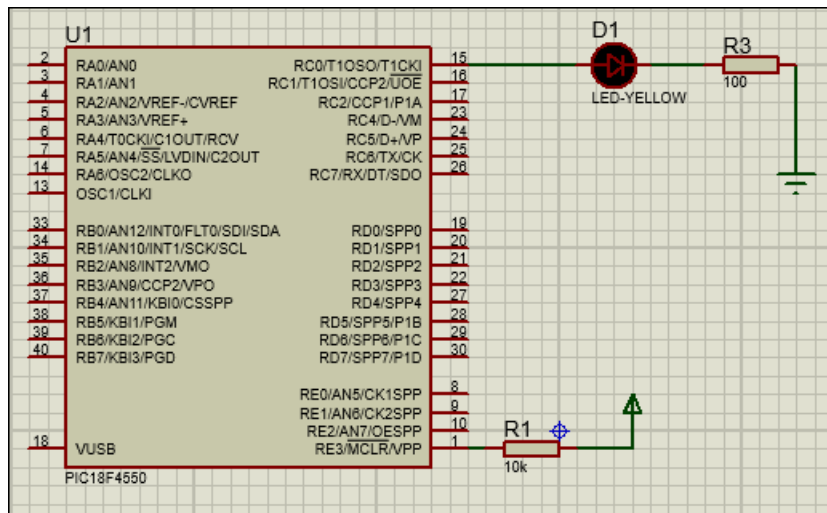 U1
2 RA0/AN0
3 RA1/AN1
4 RA2/AN2/VREF-/CVREF
5 RA3/AN3/VREF+
6 RA4/T0CKI/C1OUT/RCV
7 RA5/AN4/SS/LVDIN/C2OUT
14 RA6/OSC2/CLKO
13 OSC1/CLKI
33 RB0/AN12/INT0/FLT0/SDI/SDA
34 RB1/AN10/INT1/SCK/SCL
35 RB2/AN8/INT2/VMO
36 RB3/AN9/CCP2/VPO
37 RB4/AN11/KBI0/CSSPP
38 RB5/KBI1/PGM
39 RB6/KBI2/PGC
40 RB7/KBI3/PGD
18 VUSB
RC0/T1OSO/T1CKI 15
RC1/T1OSI/CCP2/UOE 16
RC2/CCP1/P1A 17
RC4/D-/VM 23
RC5/D+/VP 24
RC6/TX/CK 25
RC7/RX/DT/SDO 26
RD0/SPP0 19
RD1/SPP1 20
RD2/SPP2 21
RD3/SPP3 22
RD4/SPP4 27
RD5/SPP5/P1B 28
RD6/SPP6/P1C 29
RD7/SPP7/P1D 30
RE0/AN5/CK1SPP 8
RE1/AN6/CK2SPP 9
RE2/AN7/OESPP 10
RE3/MCLR/VPP 1
PIC18F4550
D1
LED-YELLOW
R3
100
R1
10k